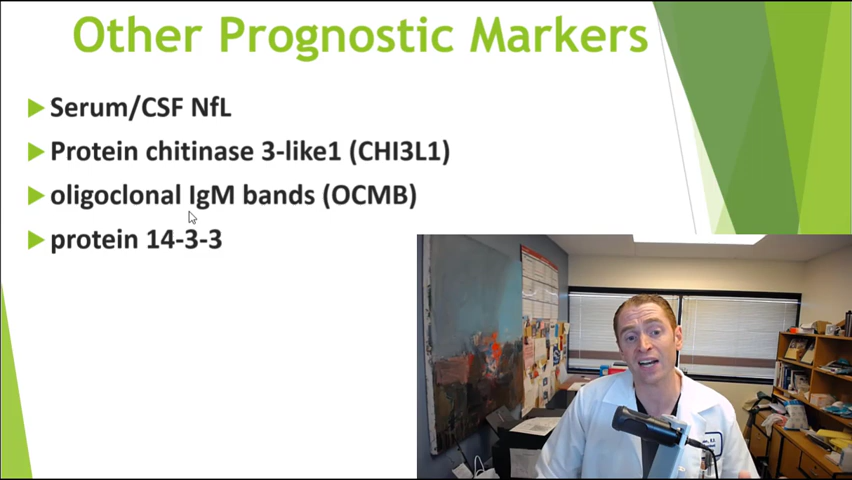 Other Prognostic Markers
Serum/CSF NfL
Protein chitinase 3-like1 (CHI3L1)
oligoclonal IgM bands (OCMB)
protein 14-3-3